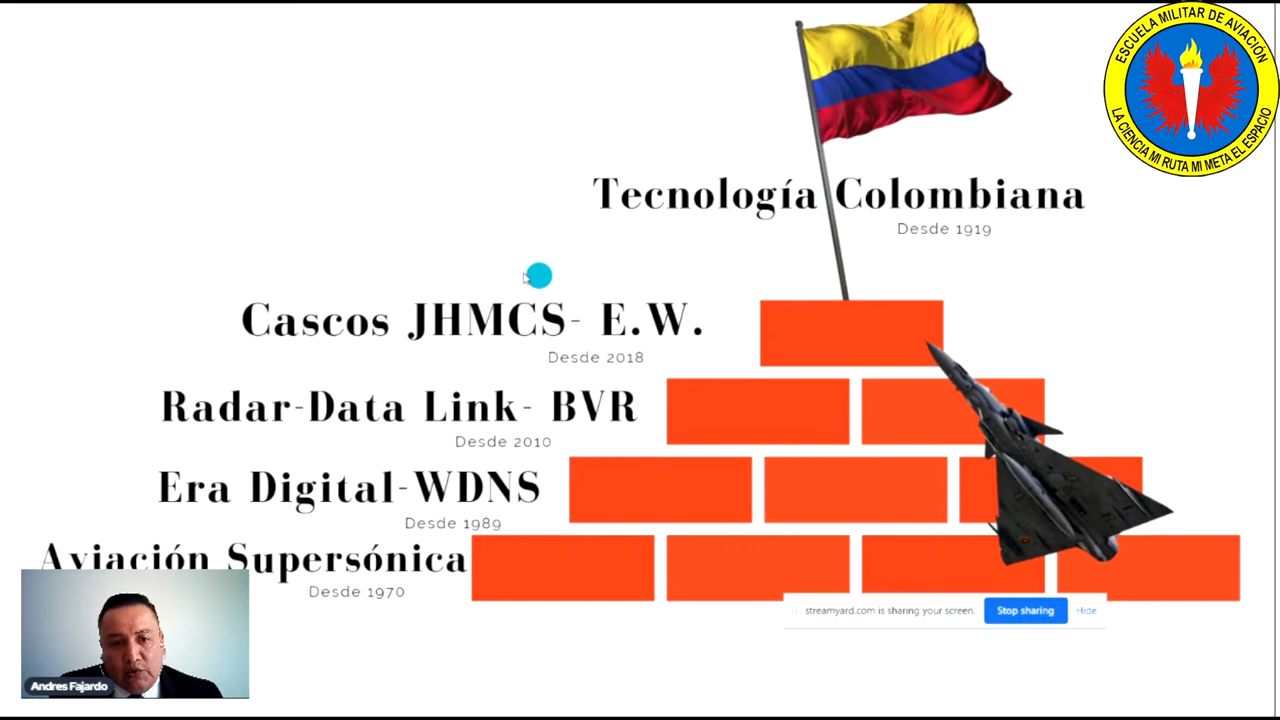 ESCUELA MILITAR DE AVIACIÓN
LA CIENCIA MI RUTA MI META EL ESPACIO
Tecnología Colombiana
Desde 1919
Cascos JHMCS- E.W.
Desde 2018
Radar-Data Link- BVR
Desde 2010
Era Digital-WDNS
Desde 1989
Aviación Supersónica
Desde 1970
streamyard.com is sharing your screen.
Stop sharing
Hide
Andres Fajardo